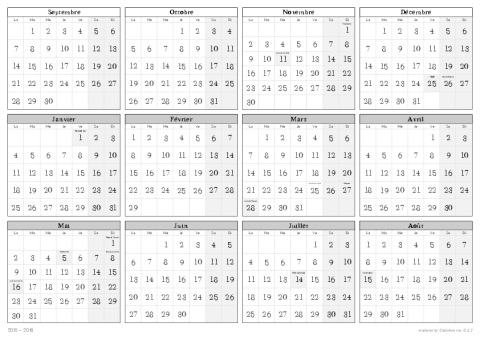 Septembre
Lu Ma Me Je Ve Sa Di
1 2 3 4 5 6
7 8 9 10 11 12 13
14 15 16 17 18 19 20
21 22 23 24 25 26 27
28 29 30
Octobre
Lu Ma Me Je Ve Sa Di
1 2 3 4
5 6 7 8 9 10 11
12 13 14 15 16 17 18
19 20 21 22 23 24 25
26 27 28 29 30 31
Novembre
Lu Ma Me Je Ve Sa Di
1
2 3 4 5 6 7 8
9 10 11 12 13 14 15
16 17 18 19 20 21 22
23 24 25 26 27 28 29
30
Décembre
Lu Ma Me Je Ve Sa Di
1 2 3 4 5 6
7 8 9 10 11 12 13
14 15 16 17 18 19 20
21 22 23 24 25 26 27
28 29 30 31
Janvier
Lu Ma Me Je Ve Sa Di
1 2 3
4 5 6 7 8 9 10
11 12 13 14 15 16 17
18 19 20 21 22 23 24
25 26 27 28 29 30 31
Février
Lu Ma Me Je Ve Sa Di
1 2 3 4 5 6 7
8 9 10 11 12 13 14
15 16 17 18 19 20 21
22 23 24 25 26 27 28
29
Mars
Lu Ma Me Je Ve Sa Di
1 2 3 4 5 6
7 8 9 10 11 12 13
14 15 16 17 18 19 20
21 22 23 24 25 26 27
28 29 30 31
Avril
Lu Ma Me Je Ve Sa Di
1 2 3
4 5 6 7 8 9 10
11 12 13 14 15 16 17
18 19 20 21 22 23 24
25 26 27 28 29 30
Mai
Lu Ma Me Je Ve Sa Di
1
2 3 4 5 6 7 8
9 10 11 12 13 14 15
16 17 18 19 20 21 22
23 24 25 26 27 28 29
30 31
Juin
Lu Ma Me Je Ve Sa Di
1 2 3 4 5
6 7 8 9 10 11 12
13 14 15 16 17 18 19
20 21 22 23 24 25 26
27 28 29 30
Juillet
Lu Ma Me Je Ve Sa Di
1 2 3
4 5 6 7 8 9 10
11 12 13 14 15 16 17
18 19 20 21 22 23 24
25 26 27 28 29 30 31
Août
Lu Ma Me Je Ve Sa Di
1 2 3 4 5 6 7
8 9 10 11 12 13 14
15 16 17 18 19 20 21
22 23 24 25 26 27 28
29 30 31
2015 – 2016